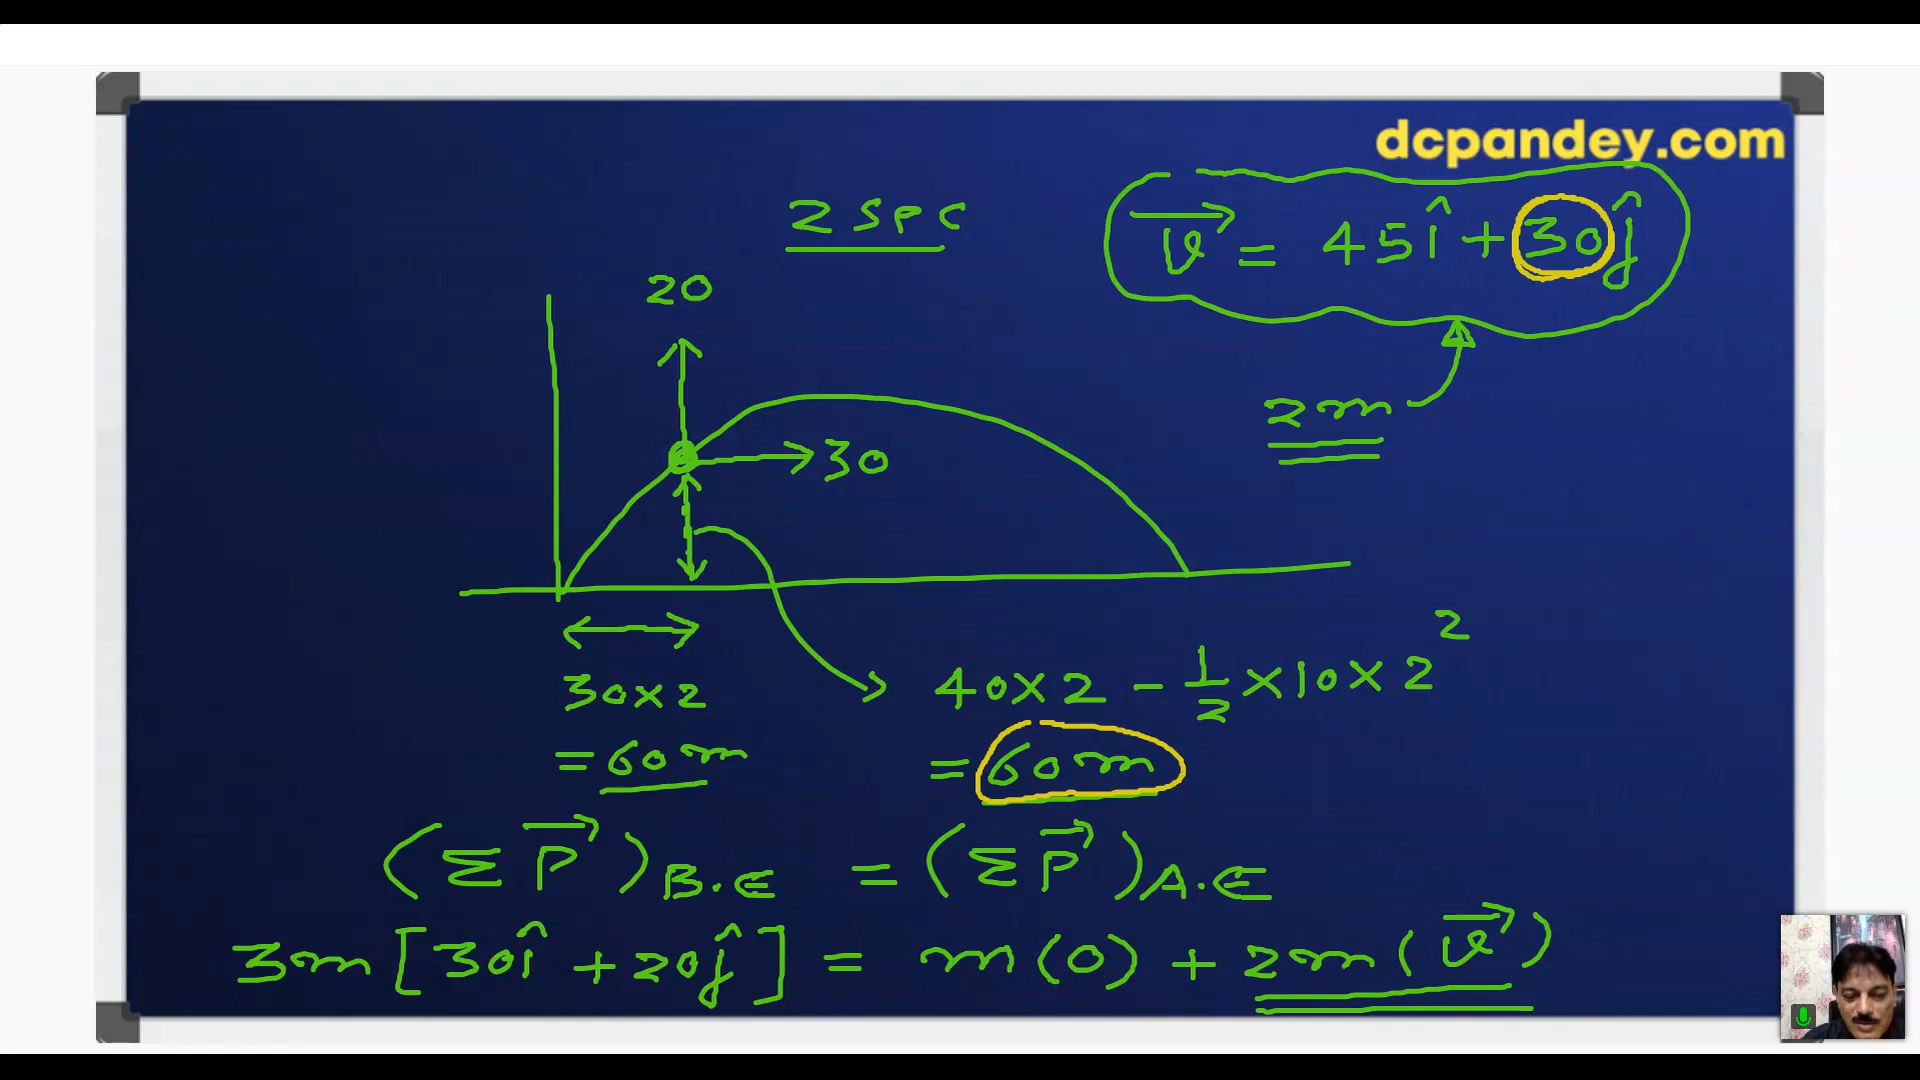 dcpandey.com
2 sec
v⃗ = 45î + 30ĵ
20
2m
30
30×2
= 60m
40×2 - 1/2 ×10×2²
= 60m
(ΣP⃗)B.E = (ΣP⃗)A.E
3m[30î + 20ĵ] = m(0) + 2m(v⃗)